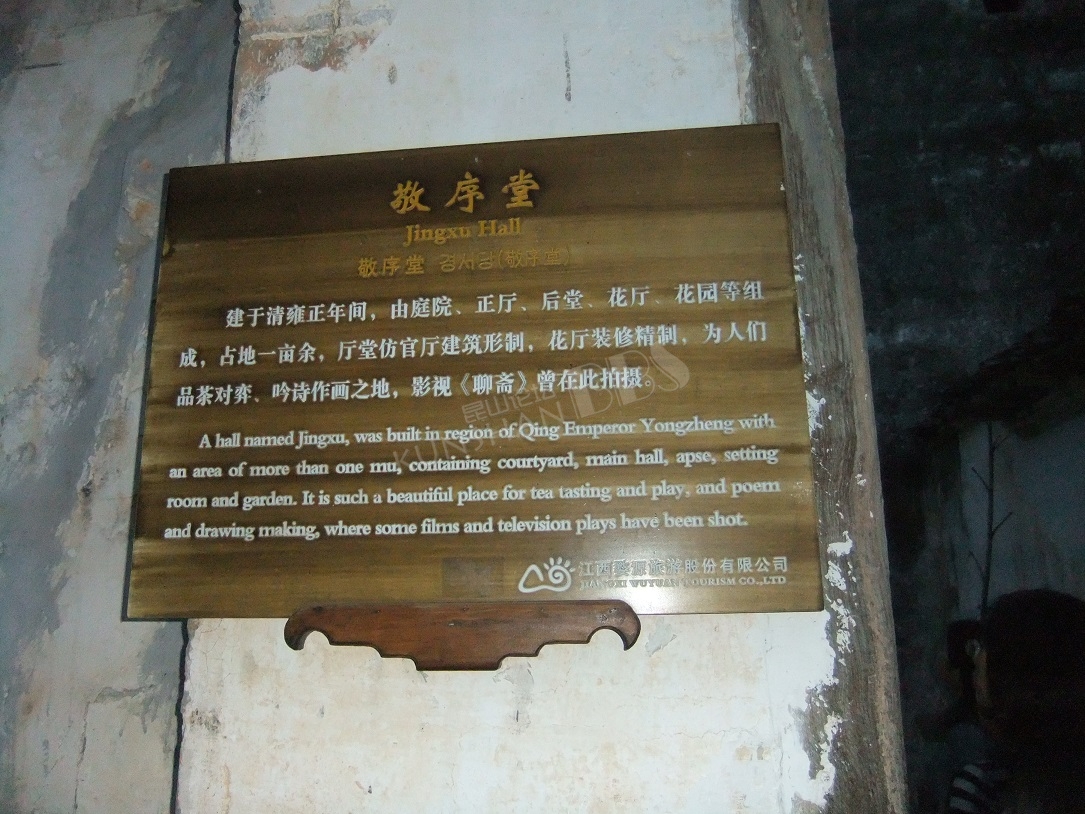 敬序堂
Jingxu Hall
敬序堂 경서당(敬序堂)
建于清雍正年间，由庭院、正厅、后堂、花厅、花园等组
成，占地一亩余，厅堂仿官厅建筑形制，花厅装修精制，为人们
品茶对弈、吟诗作画之地，影视《聊斋》曾在此拍摄。
A hall named Jingxu, was built in region of Qing Emperor Yongzheng with
an area of more than one mu, containing courtyard, main hall, apse, setting
room and garden. It is such a beautiful place for tea tasting and play, and poem
and drawing making, where some films and television plays have been shot.
江西婺源旅游股份有限公司
JIANGXI WUYUAN TOURISM CO.,LTD
BBS